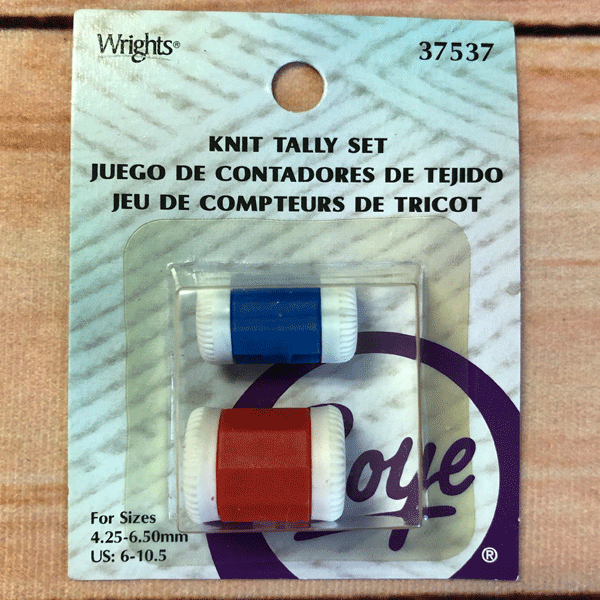 Wrights®
37537
KNIT TALLY SET
JUEGO DE CONTADORES DE TEJIDO
JEU DE COMPTEURS DE TRICOT
For Sizes
4.25-6.50mm
US: 6-10.5
®